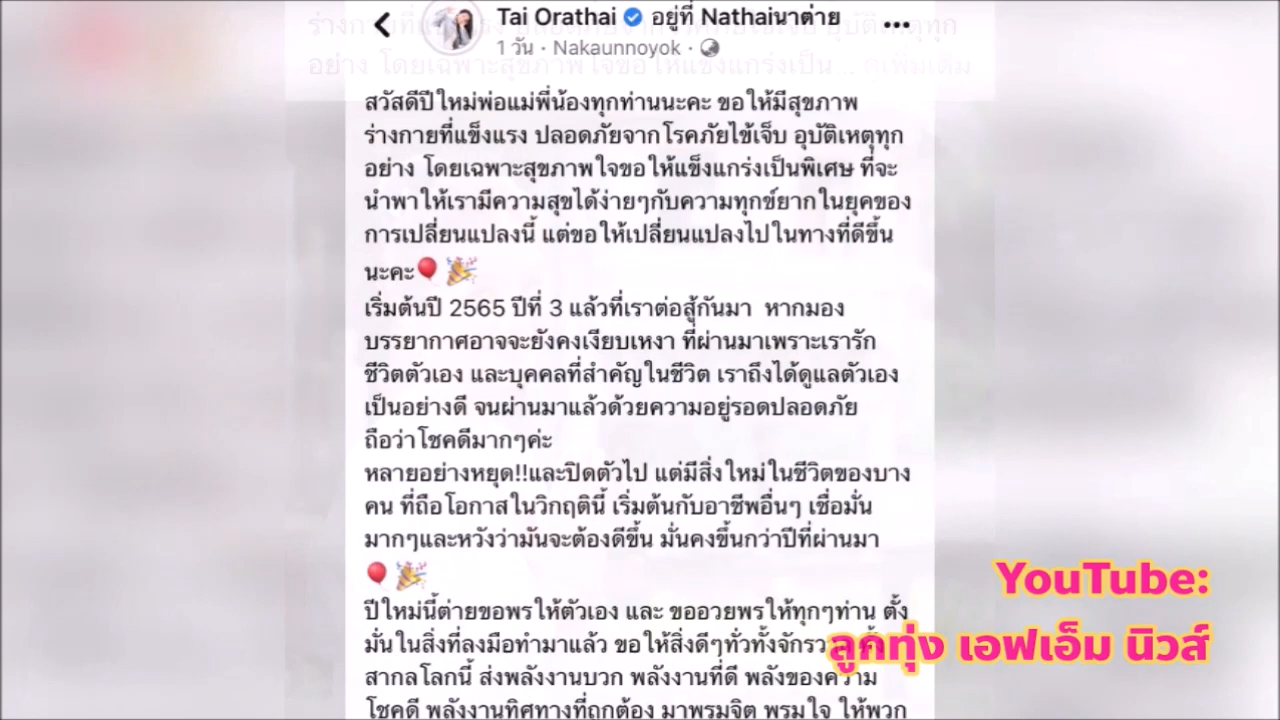 Tai Orathai อยู่ที่ Nathaiนาต่าย
1 วัน · Nakaunnoyok ·
สวัสดีปีใหม่พ่อแม่พี่น้องทุกท่านนะคะ ขอให้มีสุขภาพ
ร่างกายที่แข็งแรง ปลอดภัยจากโรคภัยไข้เจ็บ อุบัติเหตุทุก
อย่าง โดยเฉพาะสุขภาพใจขอให้แข็งแกร่งเป็นพิเศษ ที่จะ
นำพาให้เรามีความสุขได้ง่ายๆกับความทุกข์ยากในยุคของ
การเปลี่ยนแปลงนี้ แต่ขอให้เปลี่ยนแปลงไปในทางที่ดีขึ้น
นะคะ🎈🎉
เริ่มต้นปี 2565 ปีที่ 3 แล้วที่เราต่อสู้กันมา หากมอง
บรรยากาศอาจจะยังคงเงียบเหงา ที่ผ่านมาเพราะเรารัก
ชีวิตตัวเอง และบุคคลที่สำคัญในชีวิต เราถึงได้ดูแลตัวเอง
เป็นอย่างดี จนผ่านมาแล้วด้วยความอยู่รอดปลอดภัย
ถือว่าโชคดีมากๆค่ะ
หลายอย่างหยุด!!และปิดตัวไป แต่มีสิ่งใหม่ในชีวิตของบาง
คน ที่ถือโอกาสในวิกฤตินี้ เริ่มต้นกับอาชีพอื่นๆ เชื่อมั่น
มากๆและหวังว่ามันจะต้องดีขึ้น มั่นคงขึ้นกว่าปีที่ผ่านมา
🎈🎉
ปีใหม่นี้ต่ายขอพรให้ตัวเอง และ ขออวยพรให้ทุกๆท่าน ตั้ง
มั่นในสิ่งที่ลงมือทำมาแล้ว ขอให้สิ่งดีๆทั่วทั้งจักรวาล
สากลโลกนี้ ส่งพลังงานบวก พลังงานที่ดี พลังของความ
โชคดี พลังงานทิศทางที่ถูกต้อง มาพรมจิต พรมใจ ให้พวก
YouTube:
ลูกทุ่ง เอฟเอ็ม นิวส์